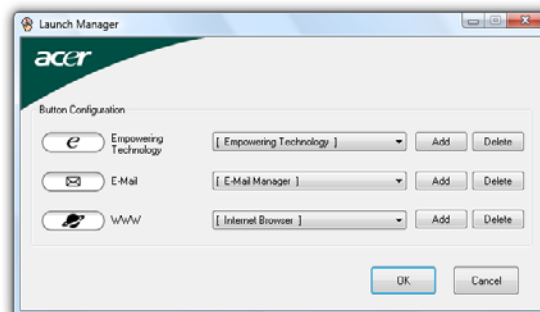 Launch Manager
acer
Button Configuration
e Empowering Technology [ Empowering Technology ] Add Delete
E-Mail [ E-Mail Manager ] Add Delete
WWW [ Internet Browser ] Add Delete
OK Cancel